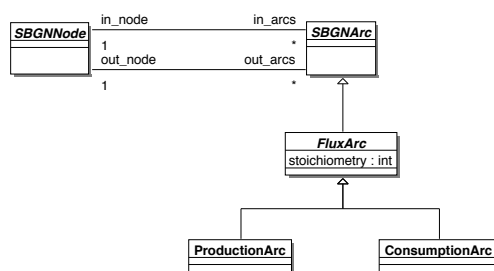 in_node in_arcs
SBGNNode SBGNArc
1 *
out_node out_arcs
1 *
FluxArc
stoichiometry : int
ProductionArc ConsumptionArc